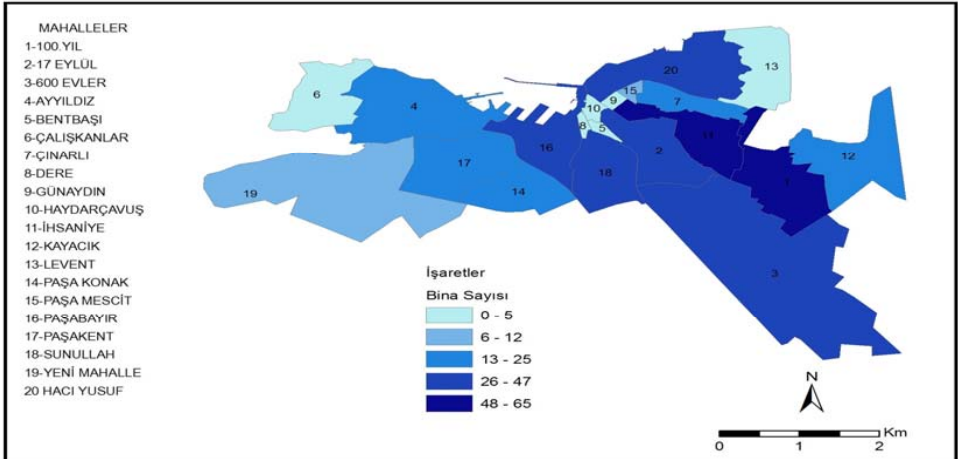 MAHALLELER
1-100.YIL
2-17 EYLÜL
3-600 EVLER
4-AYYILDIZ
5-BENTBAŞI
6-ÇALIŞKANLAR
7-ÇINARLI
8-DERE
9-GÜNAYDIN
10-HAYDARÇAVUŞ
11-İHSANİYE
12-KAYACIK
13-LEVENT
14-PAŞA KONAK
15-PAŞA MESCİT
16-PAŞABAYIR
17-PAŞAKENT
18-SUNULLAH
19-YENİ MAHALLE
20 HACI YUSUF
13
20
6
15
4
7
9
10
8
5
11
16
2
12
17
18
1
14
19
3
İşaretler
Bina Sayısı
0 - 5
6 - 12
13 - 25
26 - 47
48 - 65
N
Km
0 1 2